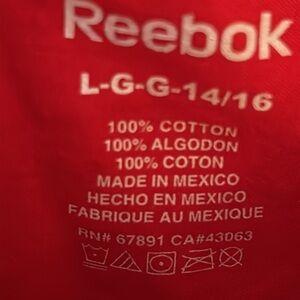 Reebok
L-G-G-14/16
100% COTTON
100% ALGODON
100% COTON
MADE IN MEXICO
HECHO EN MEXICO
FABRIQUE AU MEXIQUE
RN# 67891 CA#43063